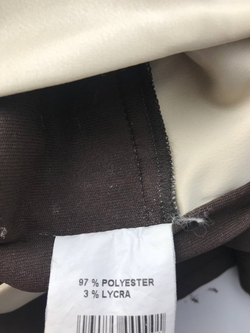 97 % POLYESTER
3 % LYCRA